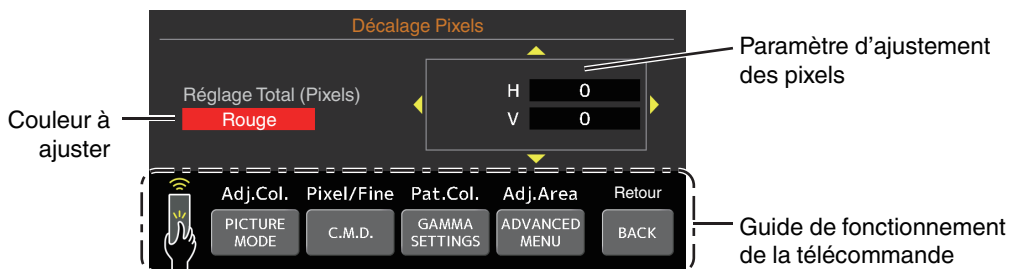 Décalage Pixels
Paramètre d'ajustement
des pixels
Réglage Total (Pixels)
H 0
Couleur à
ajuster
Rouge
V 0
Adj.Col. Pixel/Fine Pat.Col. Adj.Area Retour
PICTURE
MODE
C.M.D.
GAMMA
SETTINGS
ADVANCED
MENU
BACK
Guide de fonctionnement
de la télécommande